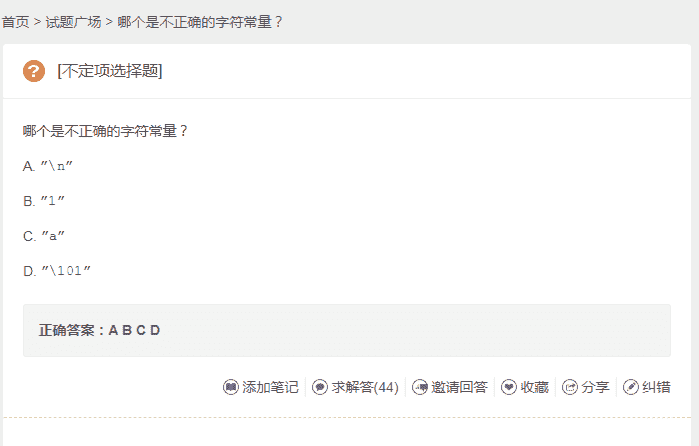 首页 > 试题广场 > 哪个是不正确的字符常量？
? [不定项选择题]
哪个是不正确的字符常量？
A. ”\n”
B. ”1”
C. ”a”
D. ”\101”
正确答案：A B C D
添加笔记 求解答(44) 邀请回答 收藏 分享 纠错